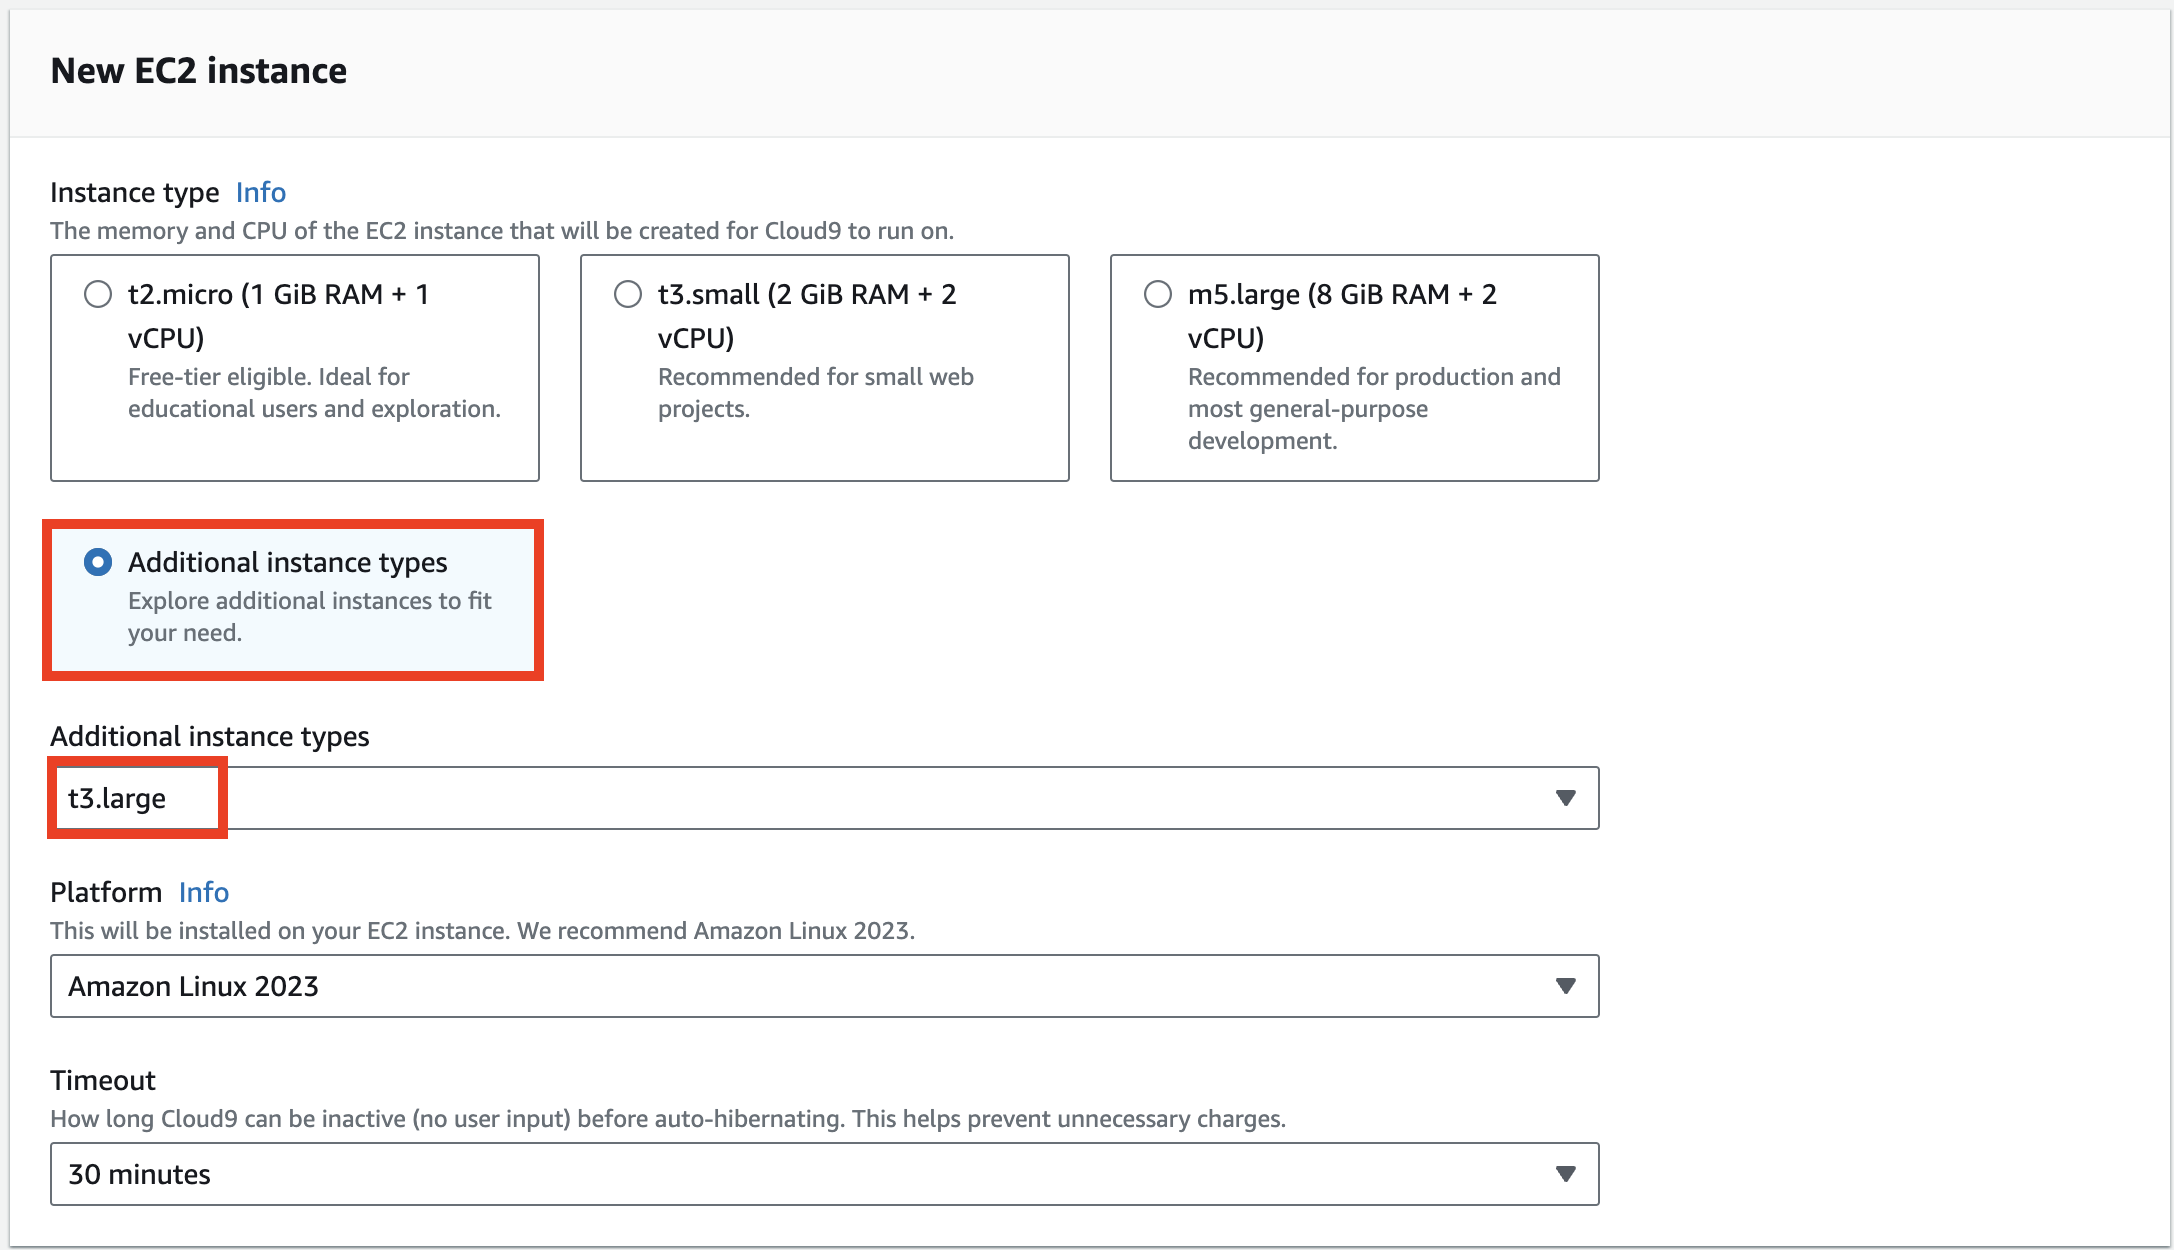 New EC2 instance
Instance type Info
The memory and CPU of the EC2 instance that will be created for Cloud9 to run on.
t2.micro (1 GiB RAM + 1
vCPU)
Free-tier eligible. Ideal for
educational users and exploration.
t3.small (2 GiB RAM + 2
vCPU)
Recommended for small web
projects.
m5.large (8 GiB RAM + 2
vCPU)
Recommended for production and
most general-purpose
development.
Additional instance types
Explore additional instances to fit
your need.
Additional instance types
t3.large
Platform Info
This will be installed on your EC2 instance. We recommend Amazon Linux 2023.
Amazon Linux 2023
Timeout
How long Cloud9 can be inactive (no user input) before auto-hibernating. This helps prevent unnecessary charges.
30 minutes